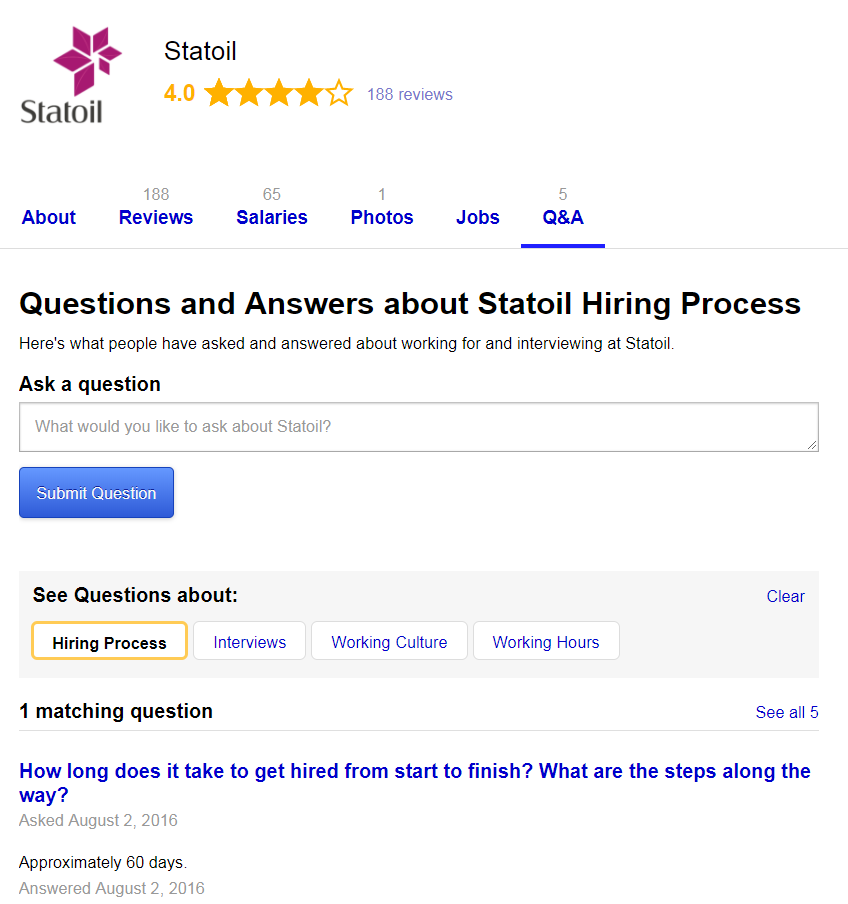 Statoil
Statoil
4.0 188 reviews
About
188
Reviews
65
Salaries
1
Photos
Jobs
5
Q&A
Questions and Answers about Statoil Hiring Process
Here's what people have asked and answered about working for and interviewing at Statoil.
Ask a question
What would you like to ask about Statoil?
Submit Question
See Questions about:
Clear
Hiring Process
Interviews
Working Culture
Working Hours
1 matching question
See all 5
How long does it take to get hired from start to finish? What are the steps along the
way?
Asked August 2, 2016
Approximately 60 days.
Answered August 2, 2016